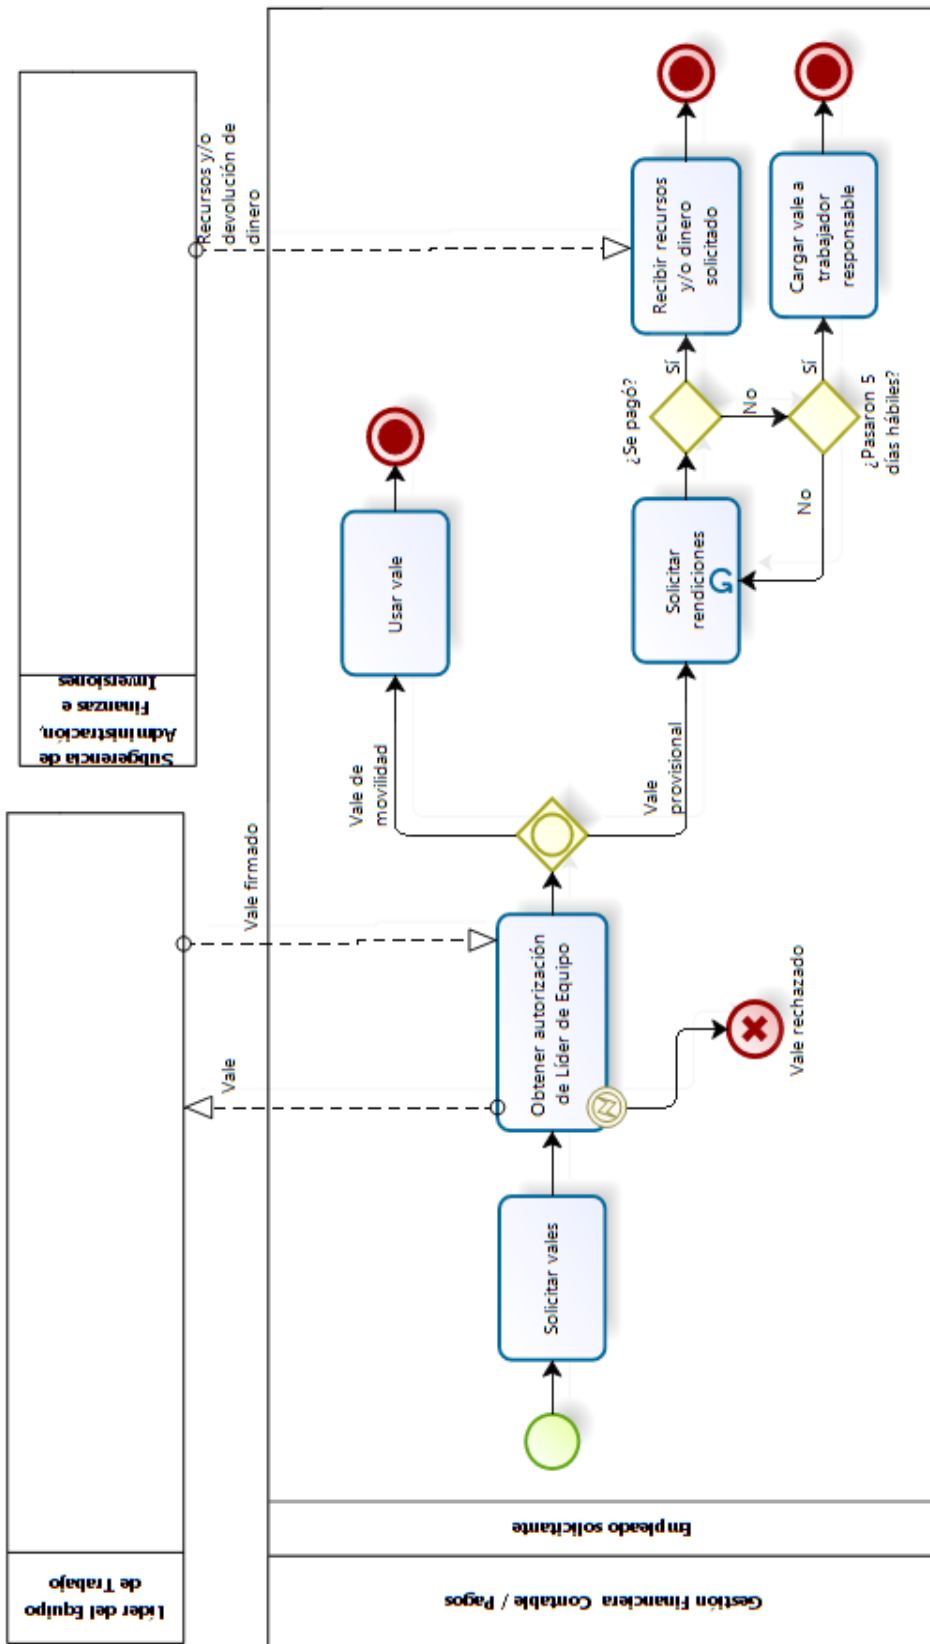 Líder del Equipo
de Trabajo
Subgerencia de
Administración,
Finanzas e
Inversiones
Gestión Financiera Contable / Pagos
Empleado solicitante
Solicitar vales
Vale
Vale firmado
Obtener autorización
de Líder de Equipo
Vale rechazado
Vale de
movilidad
Usar vale
Vale
provisional
Solicitar
rendiciones
¿Se pagó?
Sí
No
Recursos y/o
devolución de
dinero
Recibir recursos
y/o dinero
solicitado
¿Pasaron 5
días hábiles?
No
Sí
Cargar vale a
trabajador
responsable